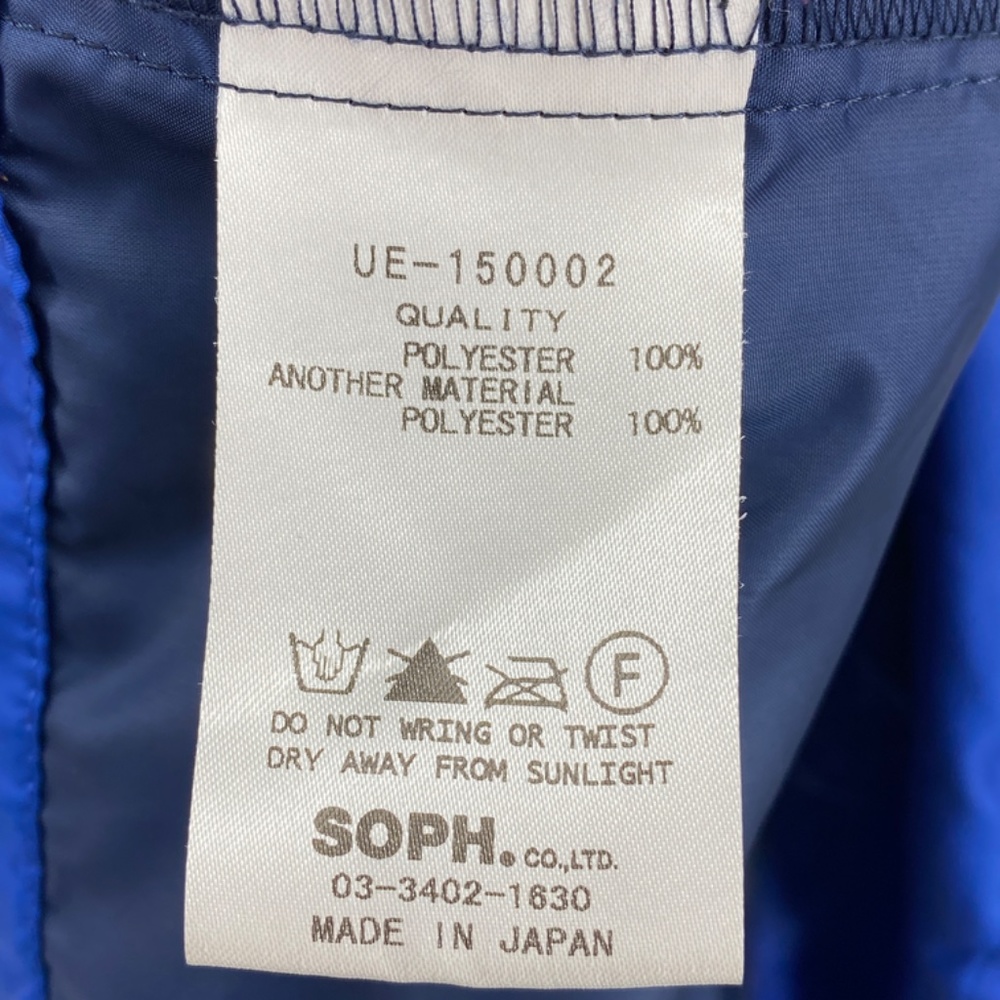 UE-150002
QUALITY
POLYESTER 100%
ANOTHER MATERIAL
POLYESTER 100%
F
DO NOT WRING OR TWIST
DRY AWAY FROM SUNLIGHT
SOPH. CO.,LTD.
03-3402-1630
MADE IN JAPAN